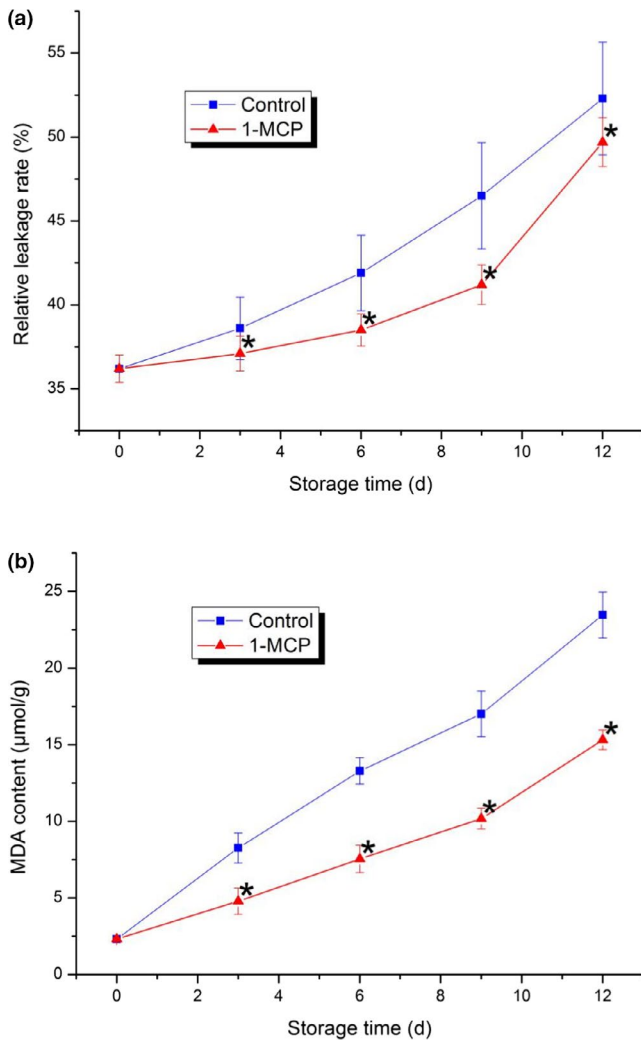 (a)
55
50
45
40
35
Relative leakage rate (%)
Control
1-MCP
*
*
*
*
0 2 4 6 8 10 12
Storage time (d)
(b)
25
20
15
10
5
0
MDA content (μmol/g)
Control
1-MCP
*
*
*
*
0 2 4 6 8 10 12
Storage time (d)